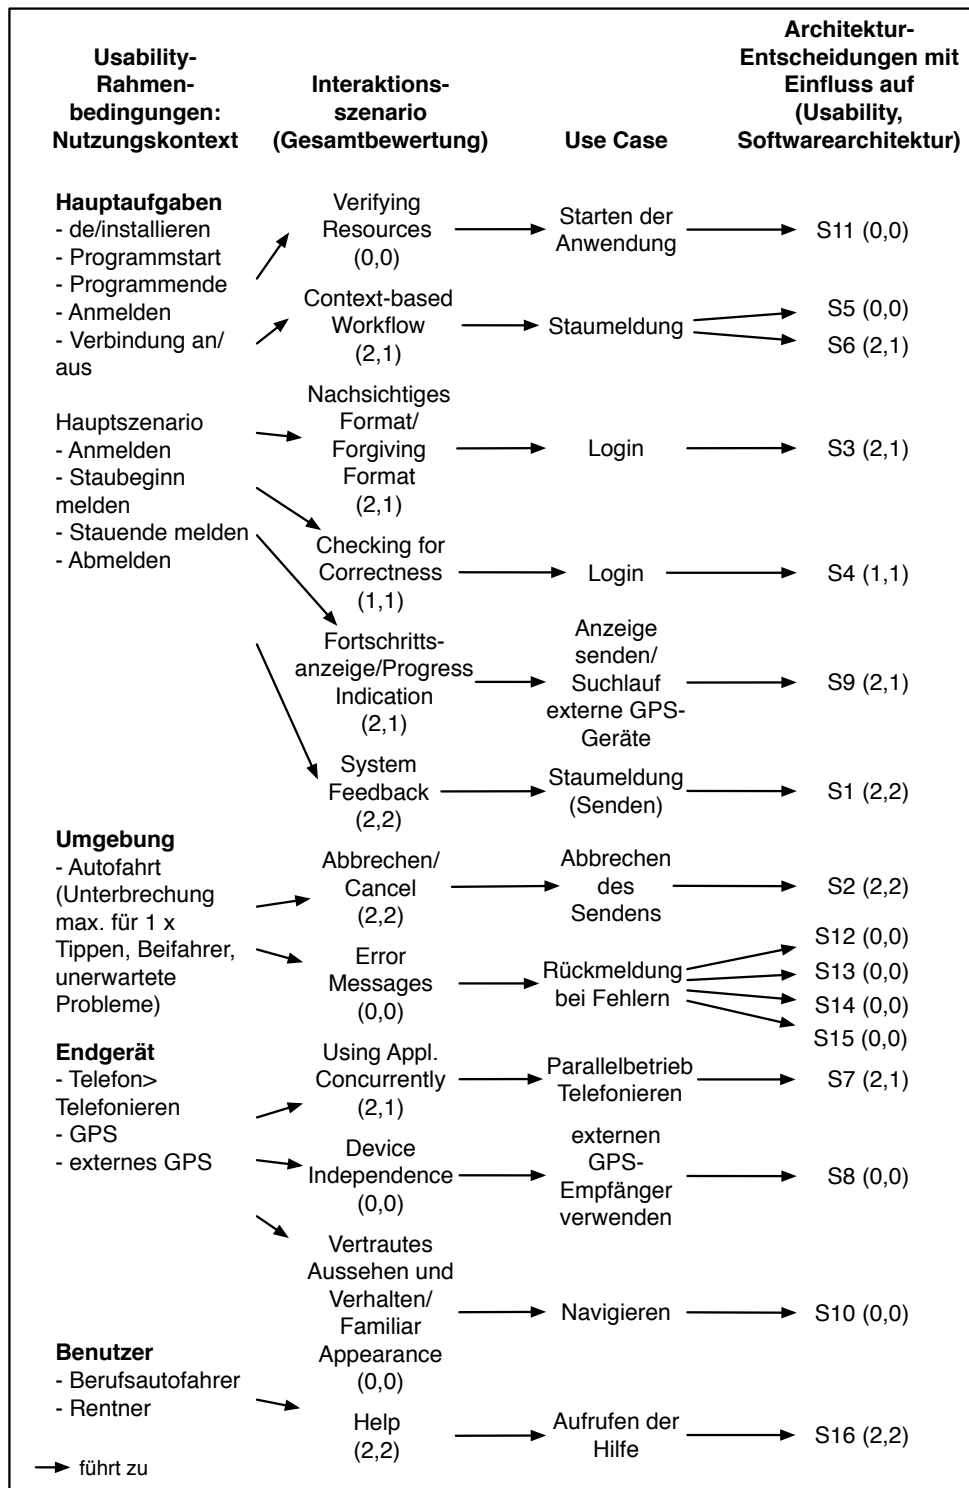 Usability-
Rahmen-
bedingungen:
Nutzungskontext
Interaktions-
szenario
(Gesamtbewertung)
Use Case
Architektur-
Entscheidungen mit
Einfluss auf
(Usability,
Softwarearchitektur)
Hauptaufgaben
- de/installieren
- Programmstart
- Programmende
- Anmelden
- Verbindung an/
aus
Verifying
Resources
(0,0)
Starten der
Anwendung
S11 (0,0)
Context-based
Workflow
(2,1)
Staumeldung
S5 (0,0)
S6 (2,1)
Hauptszenario
- Anmelden
- Staubeginn
melden
- Stauende melden
- Abmelden
Nachsichtiges
Format/
Forgiving
Format
(2,1)
Login
S3 (2,1)
Checking for
Correctness
(1,1)
Login
S4 (1,1)
Fortschritts-
anzeige/Progress
Indication
(2,1)
Anzeige
senden/
Suchlauf
externe GPS-
Geräte
S9 (2,1)
System
Feedback
(2,2)
Staumeldung
(Senden)
S1 (2,2)
Umgebung
- Autofahrt
(Unterbrechung
max. für 1 x
Tippen, Beifahrer,
unerwartete
Probleme)
Abbrechen/
Cancel
(2,2)
Abbrechen
des
Sendens
S2 (2,2)
Error
Messages
(0,0)
Rückmeldung
bei Fehlern
S12 (0,0)
S13 (0,0)
S14 (0,0)
S15 (0,0)
Endgerät
- Telefon>
Telefonieren
- GPS
- externes GPS
Using Appl.
Concurrently
(2,1)
Parallelbetrieb
Telefonieren
S7 (2,1)
Device
Independence
(0,0)
externen
GPS-
Empfänger
verwenden
S8 (0,0)
Vertrautes
Aussehen und
Verhalten/
Familiar
Appearance
(0,0)
Navigieren
S10 (0,0)
Benutzer
- Berufsautofahrer
- Rentner
Help
(2,2)
Aufrufen der
Hilfe
S16 (2,2)
führt zu